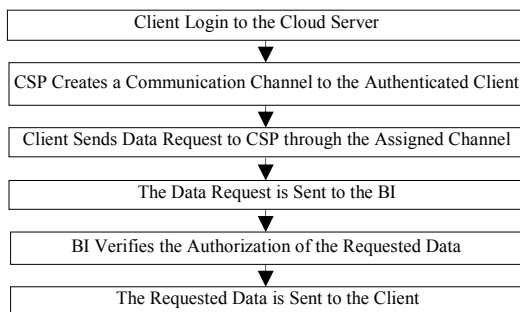 Client Login to the Cloud Server
CSP Creates a Communication Channel to the Authenticated Client
Client Sends Data Request to CSP through the Assigned Channel
The Data Request is Sent to the BI
BI Verifies the Authorization of the Requested Data
The Requested Data is Sent to the Client